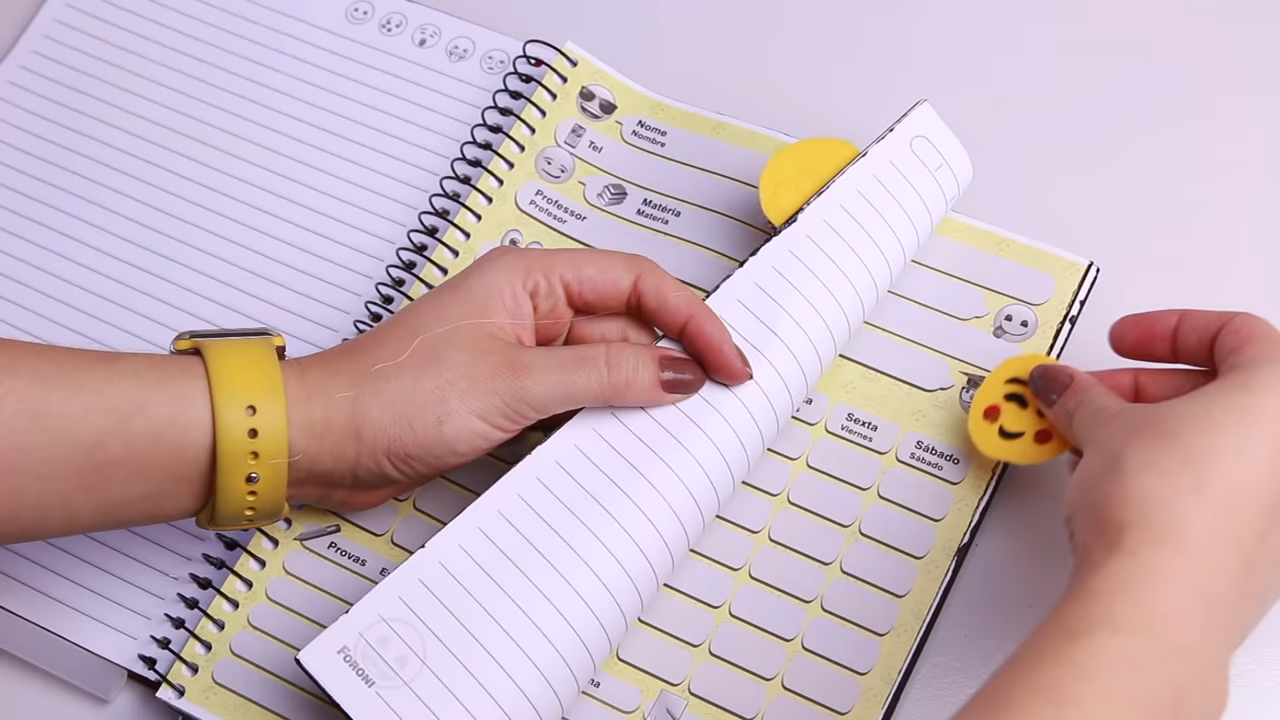 Nome
Nombre
Tel
Matéria
Materia
Professor
Profesor
Sexta
Viernes
Sábado
Sábado
Provas
FORONI